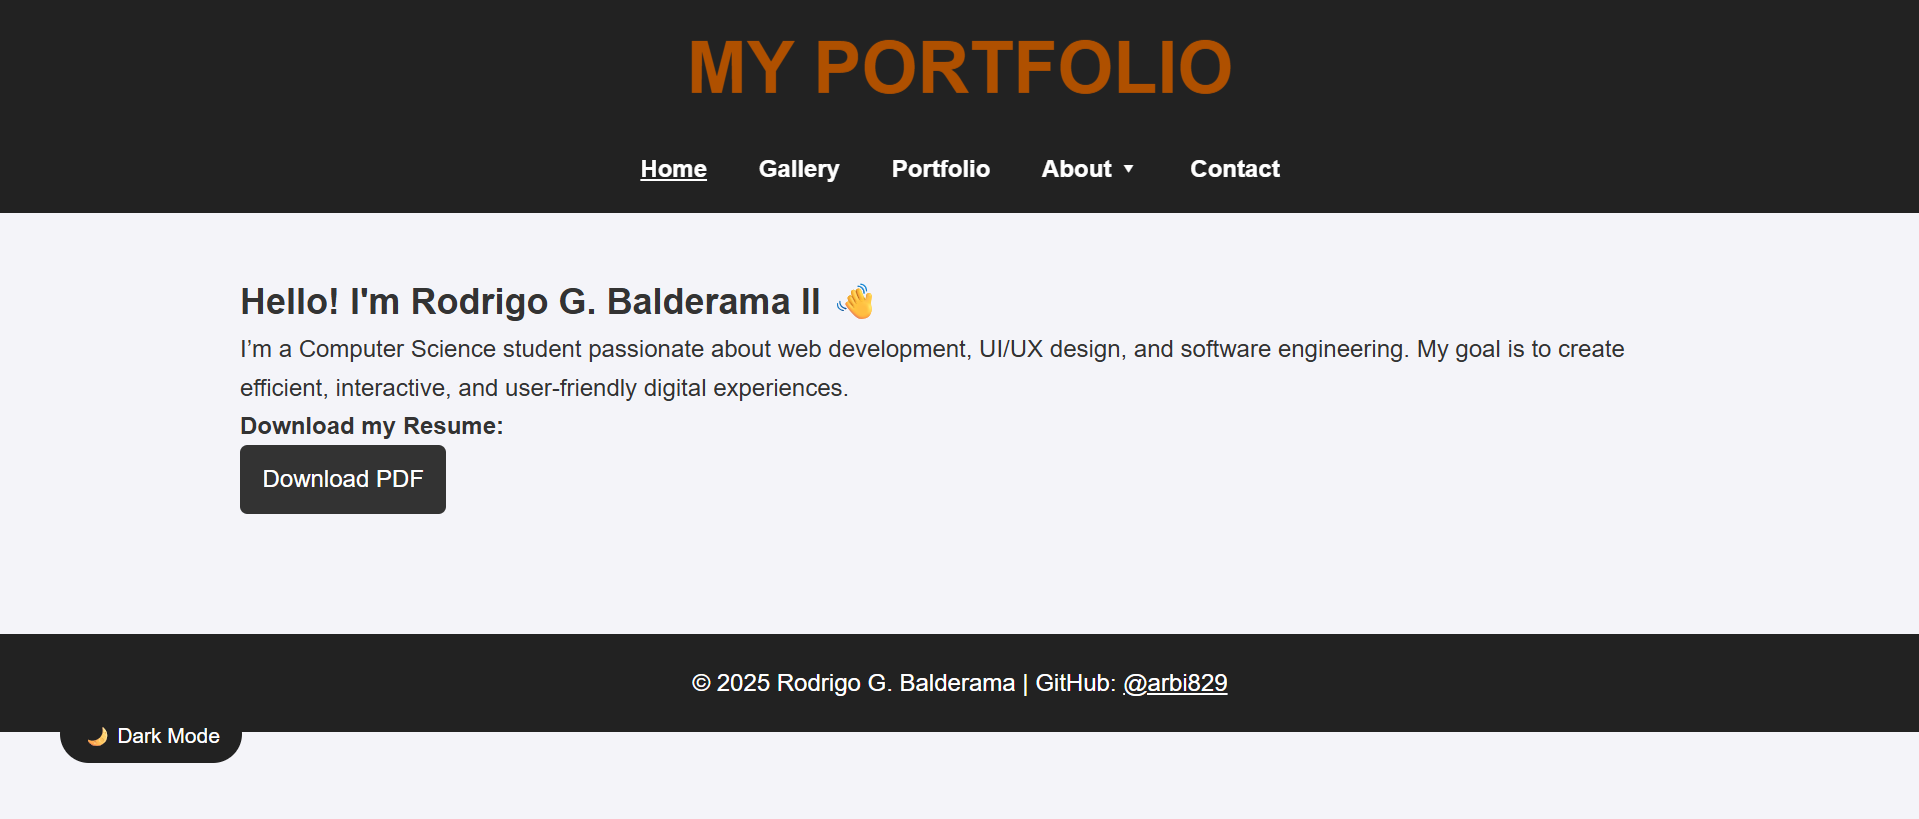 MY PORTFOLIO
Home Gallery Portfolio About ▼ Contact
Hello! I'm Rodrigo G. Balderama II 👋
I’m a Computer Science student passionate about web development, UI/UX design, and software engineering. My goal is to create
efficient, interactive, and user-friendly digital experiences.
Download my Resume:
Download PDF
© 2025 Rodrigo G. Balderama | GitHub: @arbi829
🌙 Dark Mode